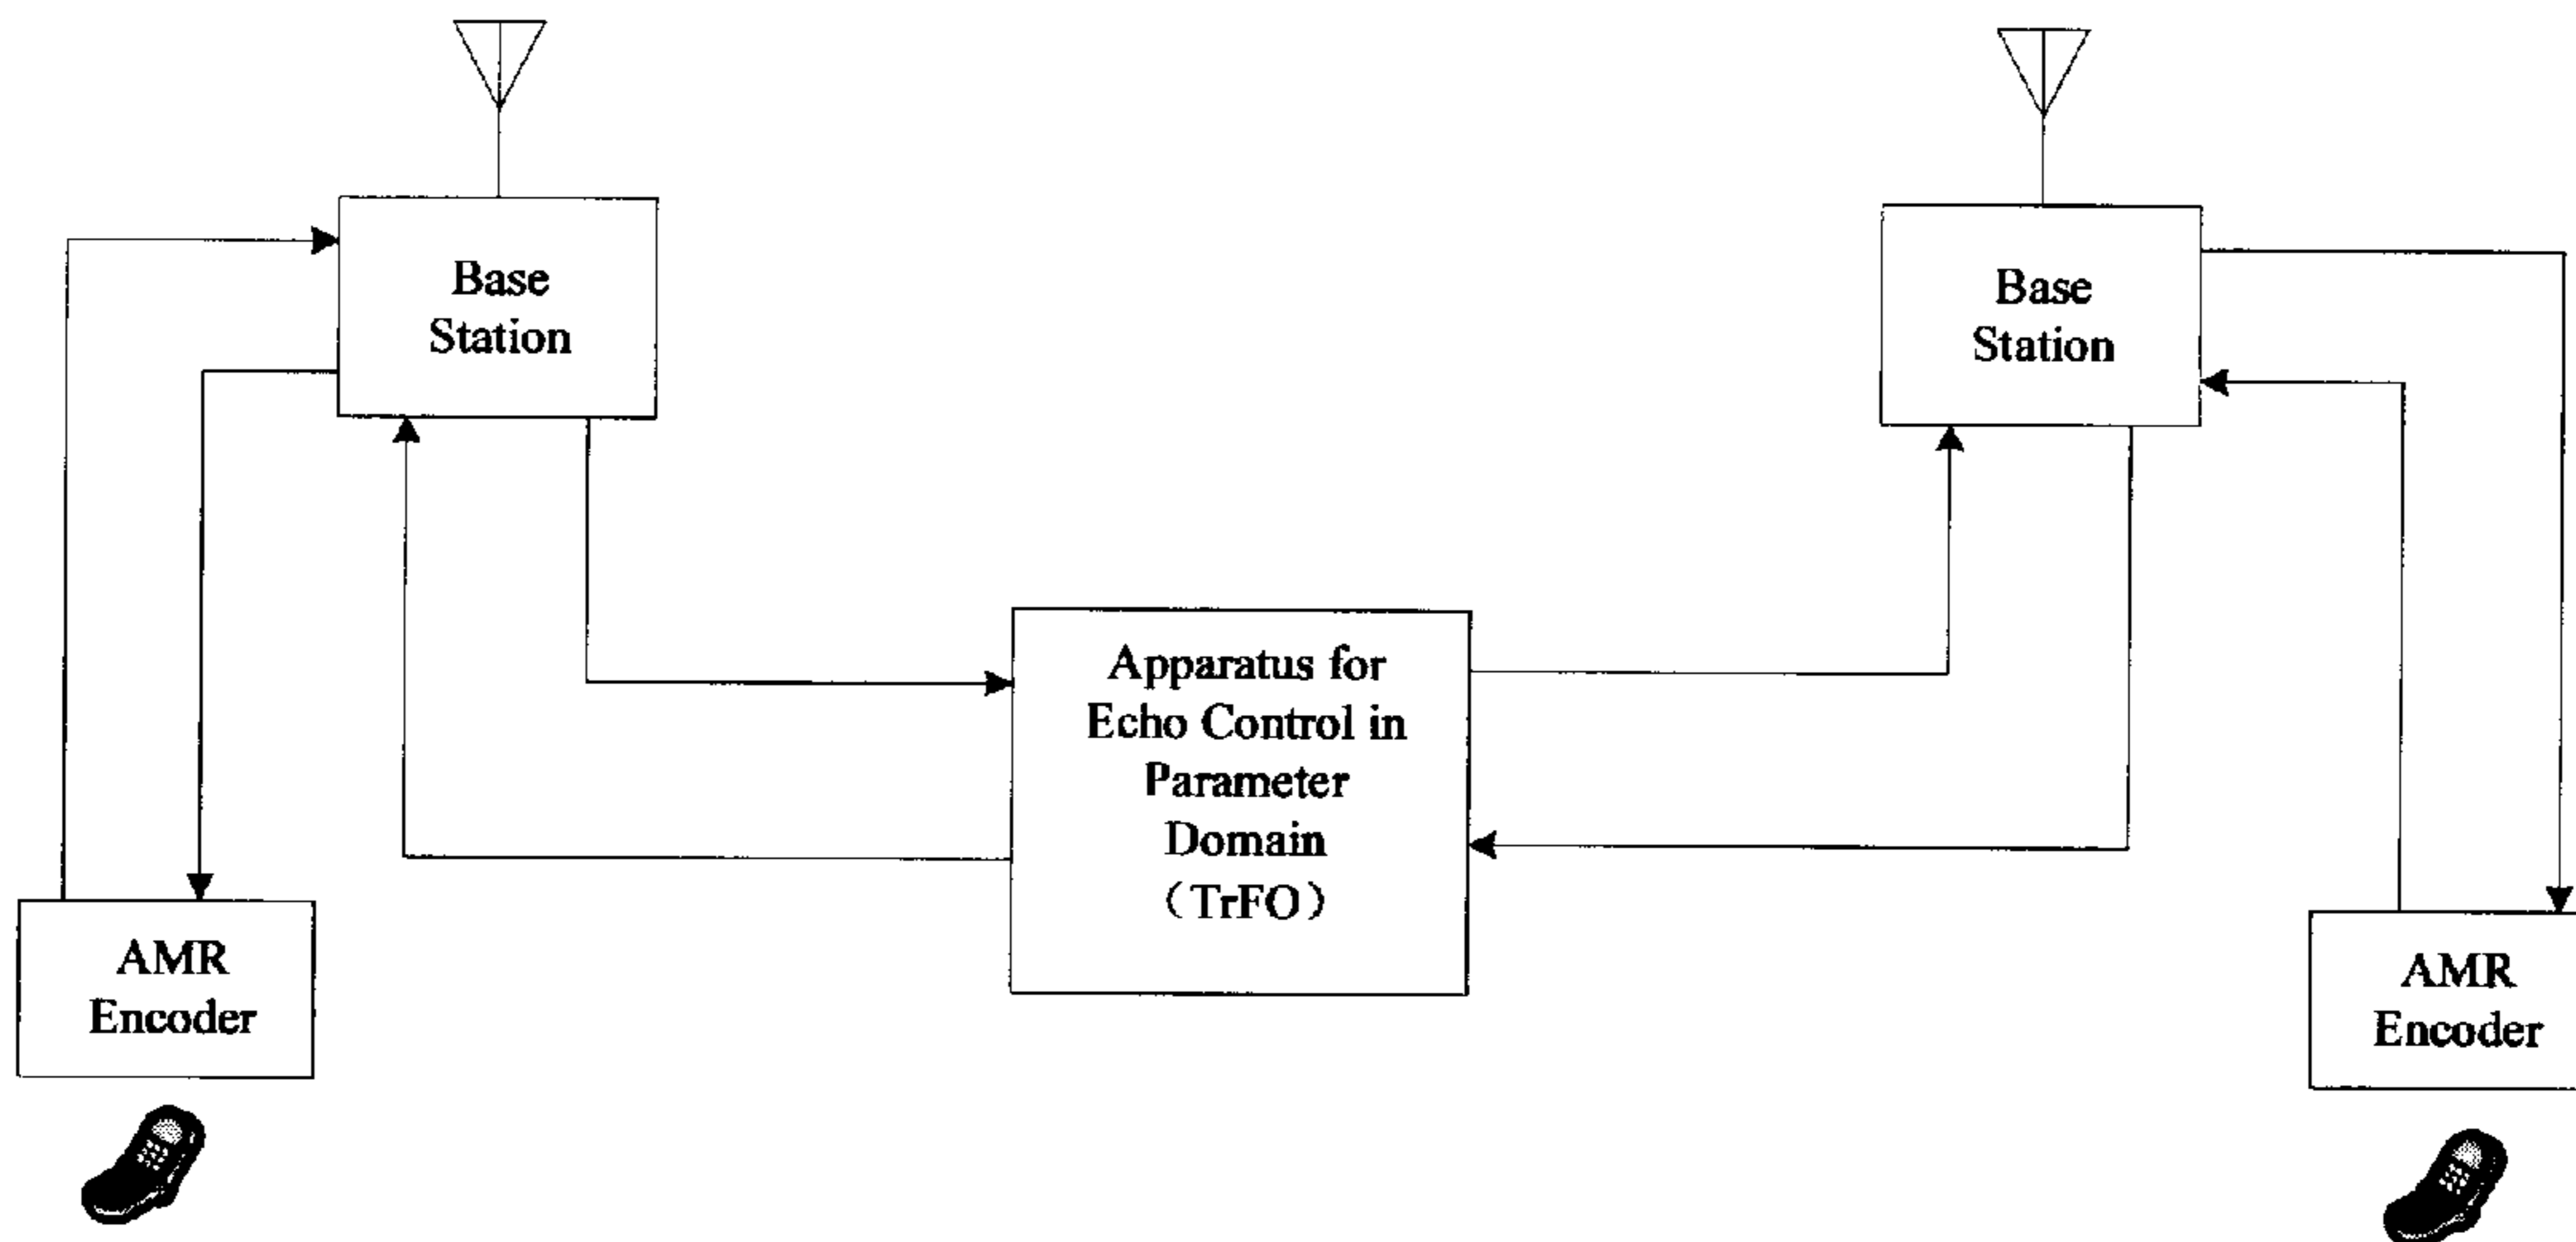 Base
Station
Base
Station
Apparatus for
Echo Control in
Parameter
Domain
（TrFO）
AMR
Encoder
AMR
Encoder